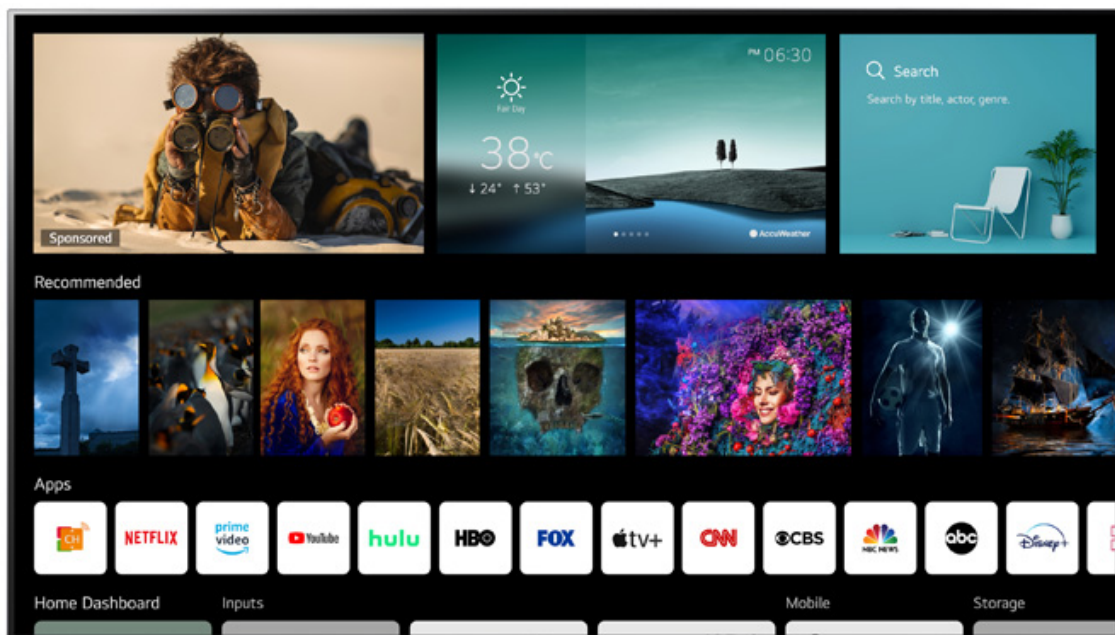 Sponsored
Fair Day
38°C
↓ 24° ↑ 53°
PM 06:30
AccuWeather
Search
Search by title, actor, genre.
Recommended
Apps
CH
NETFLIX
prime
video
YouTube
hulu
HBO
FOX
tv+
CNN
CBS
NBC NEWS
abc
Disney+
Home Dashboard
Inputs
Mobile
Storage